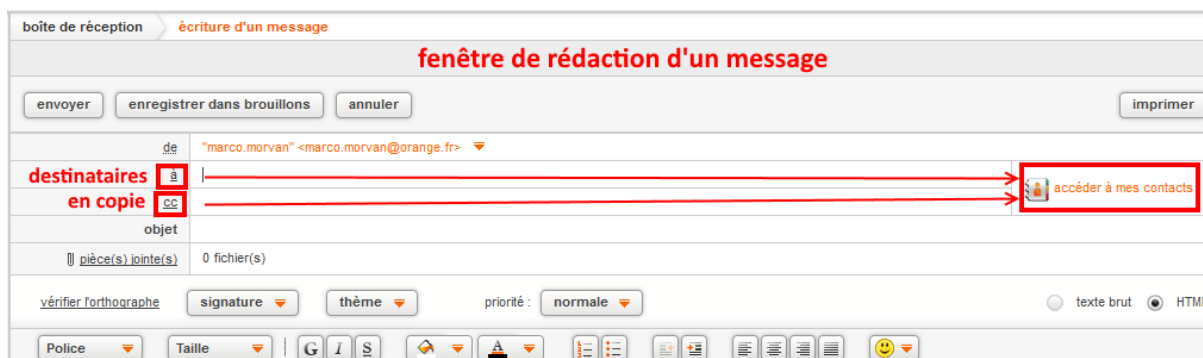 boîte de réception écriture d'un message
fenêtre de rédaction d'un message
envoyer enregistrer dans brouillons annuler imprimer
de "marco.morvan" <marco.morvan@orange.fr>
destinataires à
accéder à mes contacts
en copie cc
objet
pièce(s) jointe(s) 0 fichier(s)
vérifier l'orthographe signature thème priorité : normale texte brut HTML
Police Taille G I S A